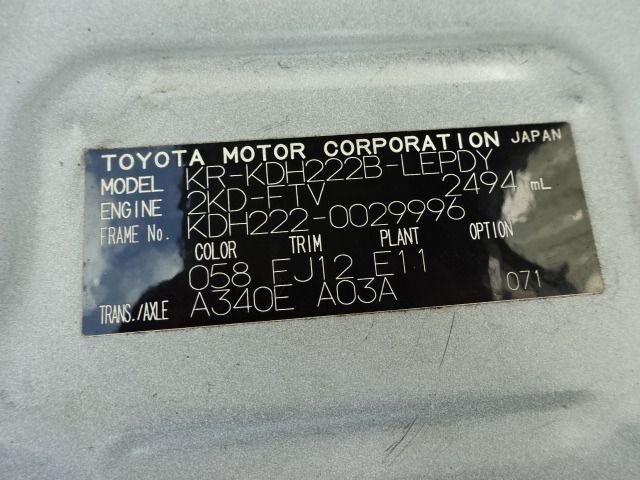 TOYOTA MOTOR CORPORATION JAPAN
MODEL KR-KDH222B-LEPDY
ENGINE 2KD-FTV 2494 mL
FRAME No. KDH222-0029996
COLOR TRIM PLANT OPTION
058 FJ12 E11 071
TRANS./AXLE A340E A03A